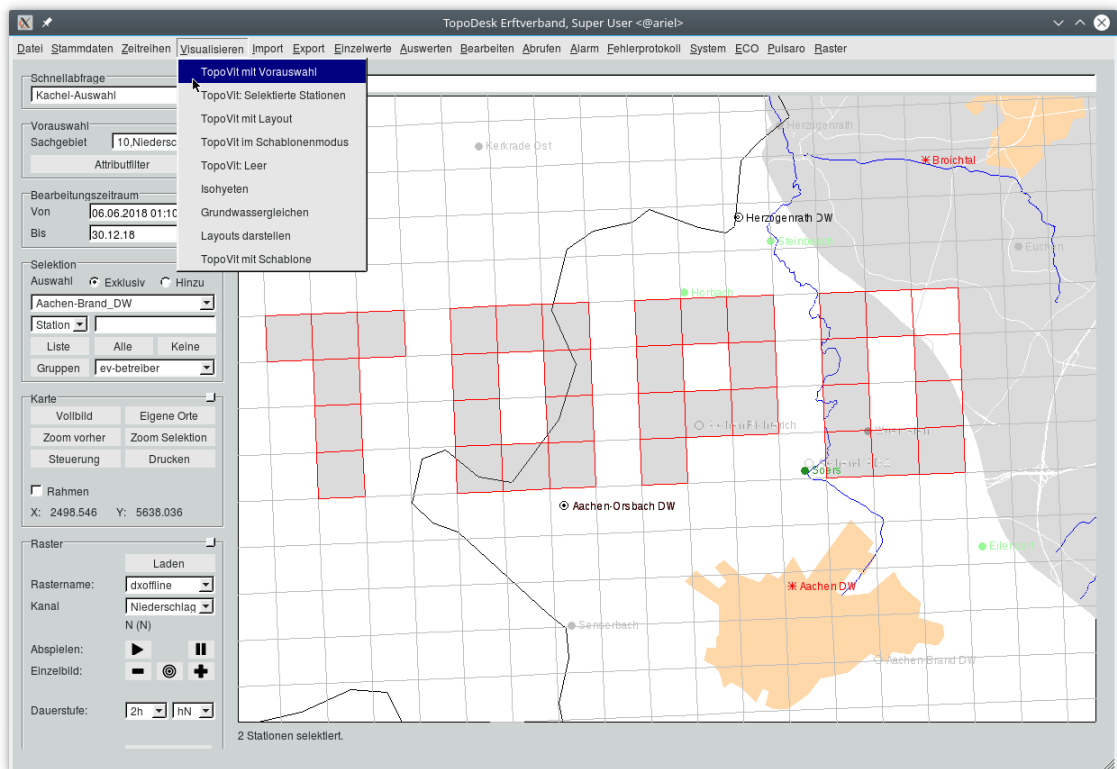 TopoDesk Erftverband, Super User <@ariel>
Datei Stammdaten Zeitreihen Visualisieren Import Export Einzelwerte Auswerten Bearbeiten Abrufen Alarm Fehlerprotokoll System ECO Pulsaro Raster
TopoVit mit Vorauswahl
TopoVit: Selektierte Stationen
TopoVit mit Layout
TopoVit im Schablonenmodus
TopoVit: Leer
Isohyeten
Grundwassergleichen
Layouts darstellen
TopoVit mit Schablone
Schnellabfrage
Kachel-Auswahl
Vorauswahl
Sachgebiet 10,Niedersc
Attributfilter
Bearbeitungszeitraum
Von 06.06.2018 01:10
Bis 30.12.18
Selektion
Auswahl Exklusiv Hinzu
Aachen-Brand_DW
Station
Liste Alle Keine
Gruppen ev-betreiber
Karte
Vollbild Eigene Orte
Zoom vorher Zoom Selektion
Steuerung Drucken
Rahmen
X: 2498.546 Y: 5638.036
Raster
Laden
Rastername: dxoffline
Kanal Niederschlag
N (N)
Abspielen:
Einzelbild:
Dauerstufe: 2h hN
Herzogenrath
Kerkrade Ost
Broichtal
Herzogenrath DW
Steinbusch
Euchen
Horbach
Soers
Aachen-Orsbach DW
Aachen DW
Senserbach
Aachen-Brand DW
2 Stationen selektiert.